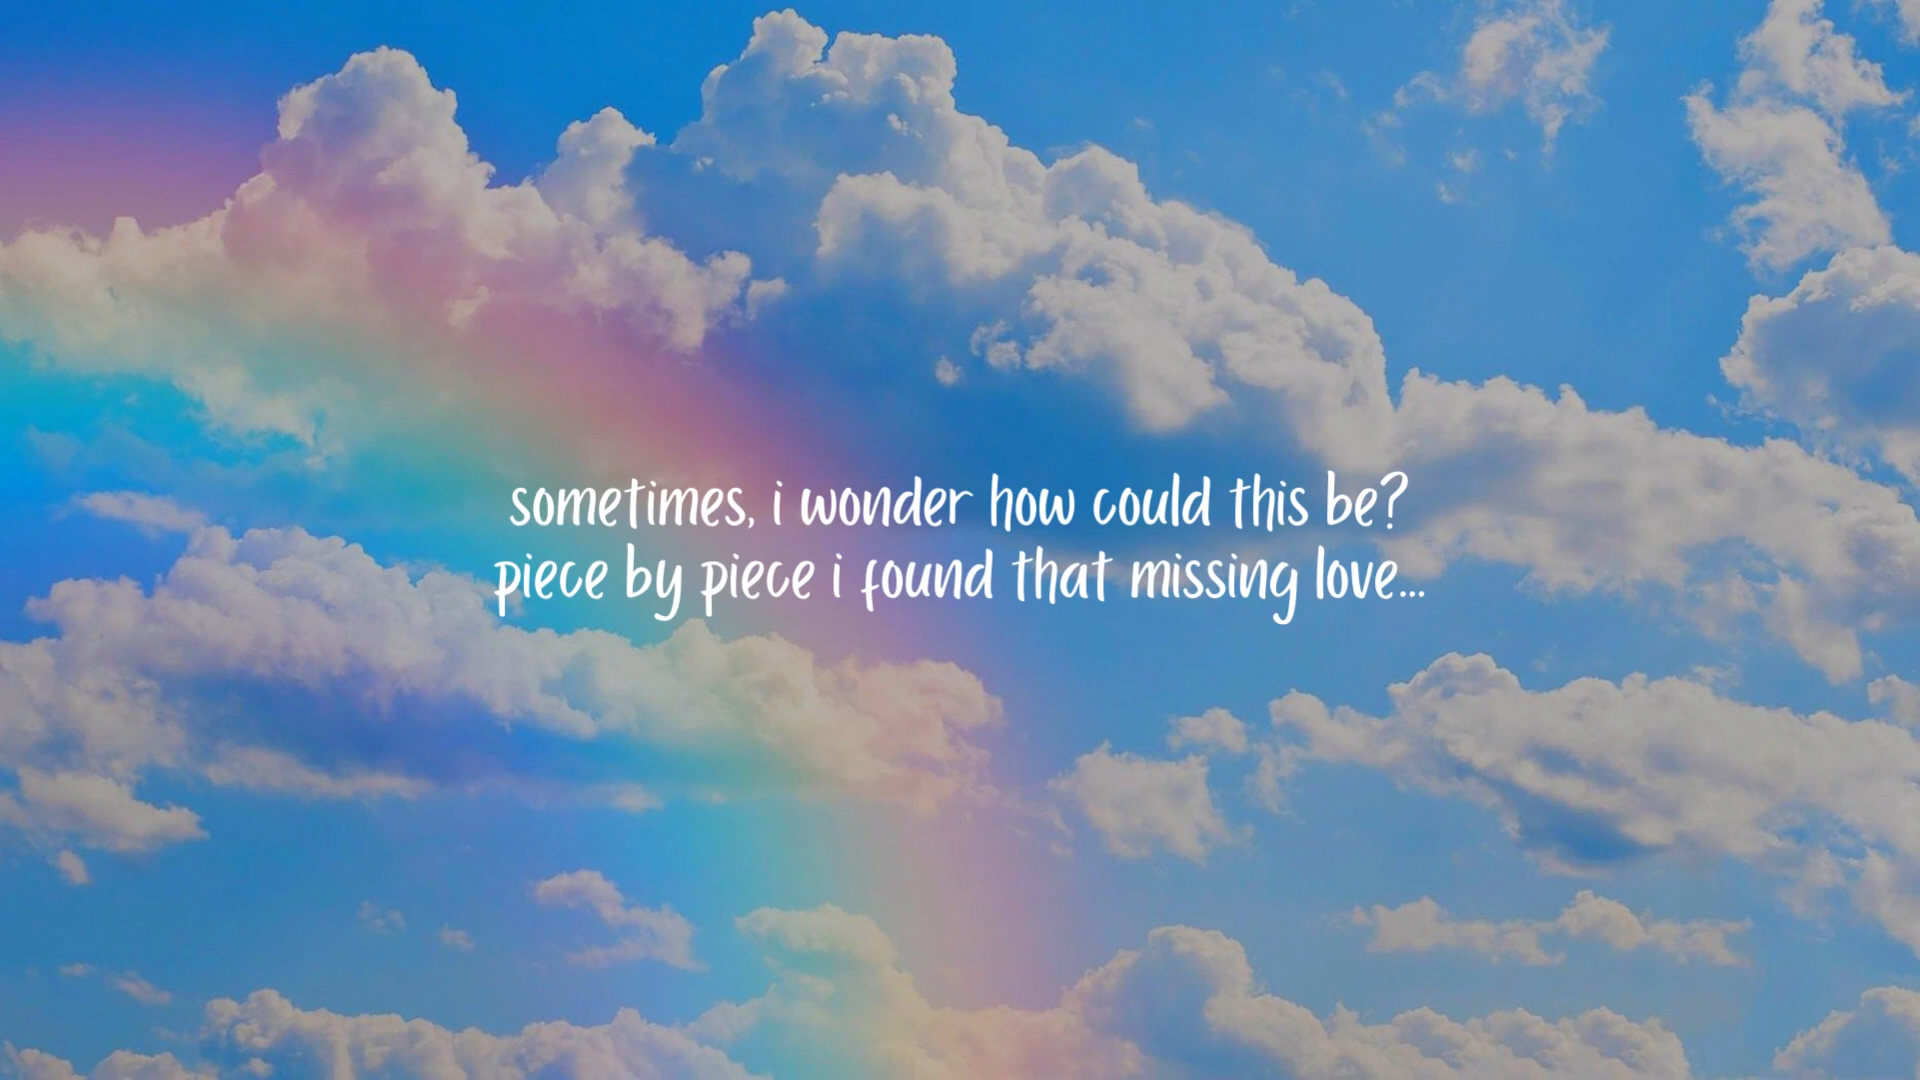 sometimes, i wonder how could this be?
piece by piece i found that missing love...